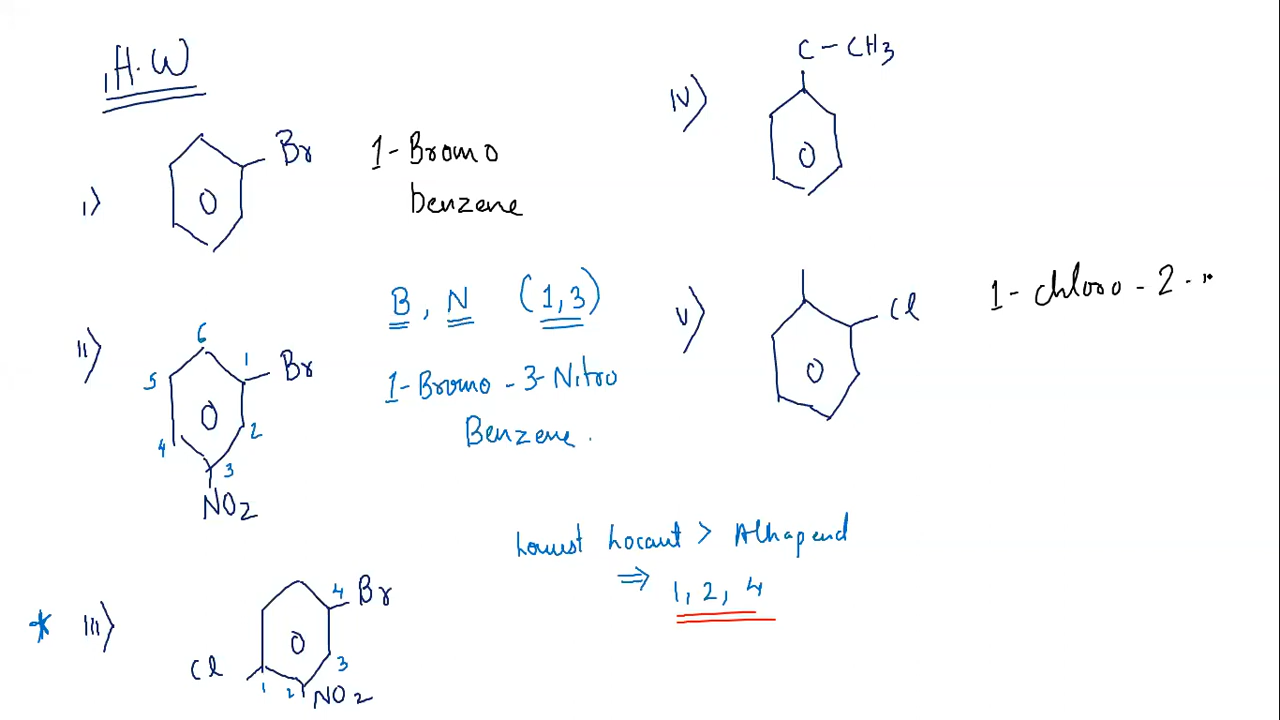 H.W
I)
Br
1-Bromo
benzene
II)
6
5
1
Br
4
2
3
NO2
B, N (1,3)
1-Bromo - 3-Nitro
Benzene.
Lowest Locant > Alhapend
⇒ 1, 2, 4
* III)
4
Br
Cl
3
1
2
NO2
IV)
C - CH3
V)
Cl
1- chloro - 2 -